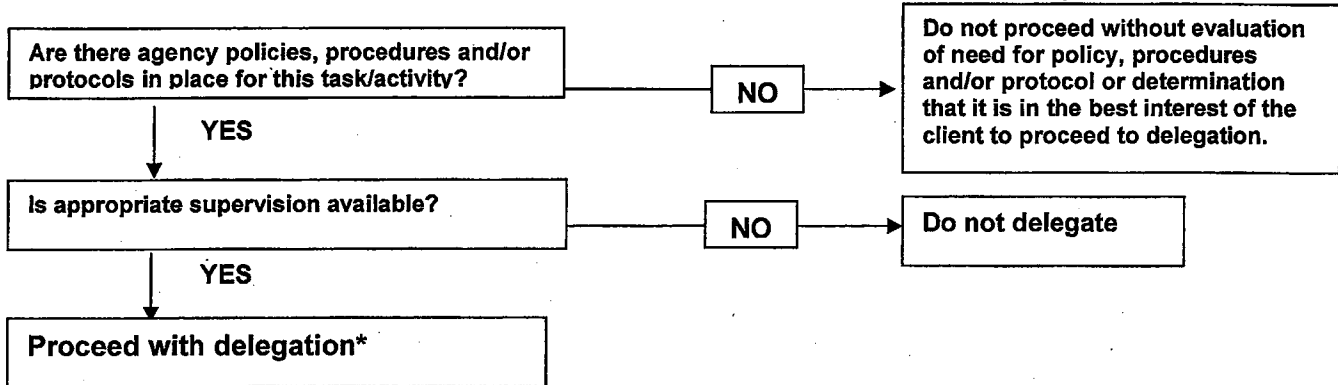 Are there agency policies, procedures and/or
protocols in place for this task/activity?
NO
Do not proceed without evaluation
of need for policy, procedures
and/or protocol or determination
that it is in the best interest of the
client to proceed to delegation.
YES
Is appropriate supervision available?
NO
Do not delegate
YES
Proceed with delegation*